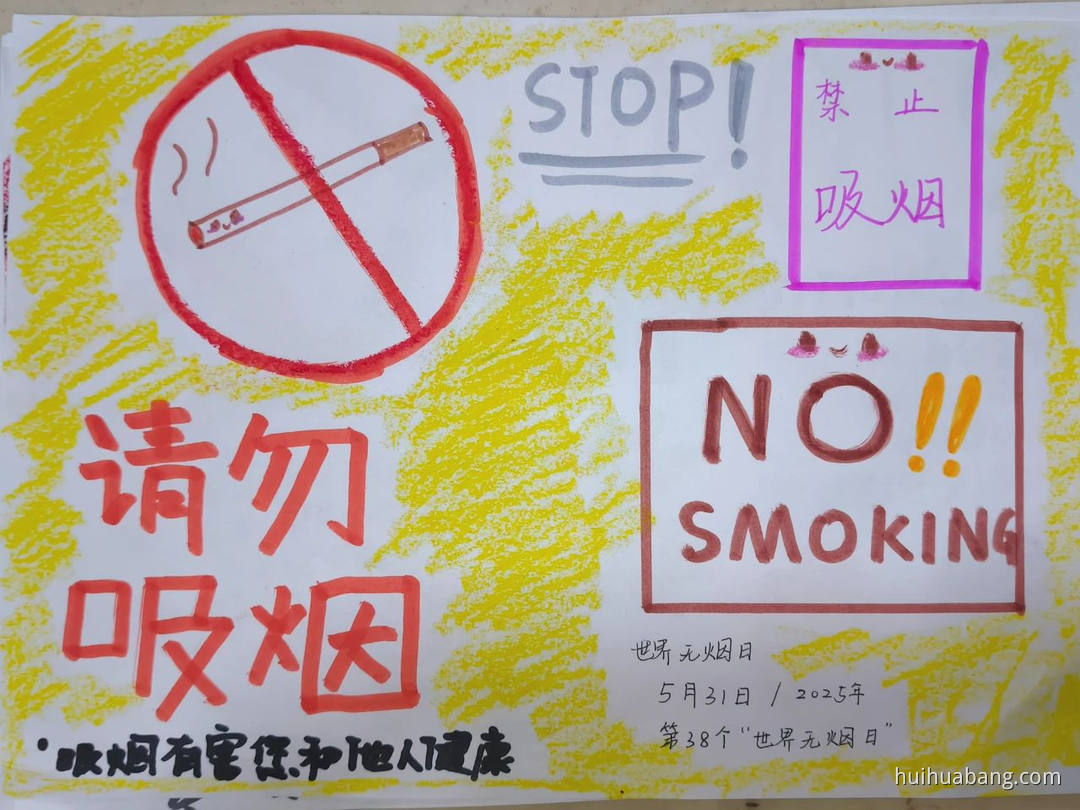 STOP!
禁止
吸烟
NO!!
SMOKING
请勿
吸烟
世界无烟日
5月31日 / 2025年
第38个“世界无烟日”
·吸烟有害您和他人健康
huihuabang.com